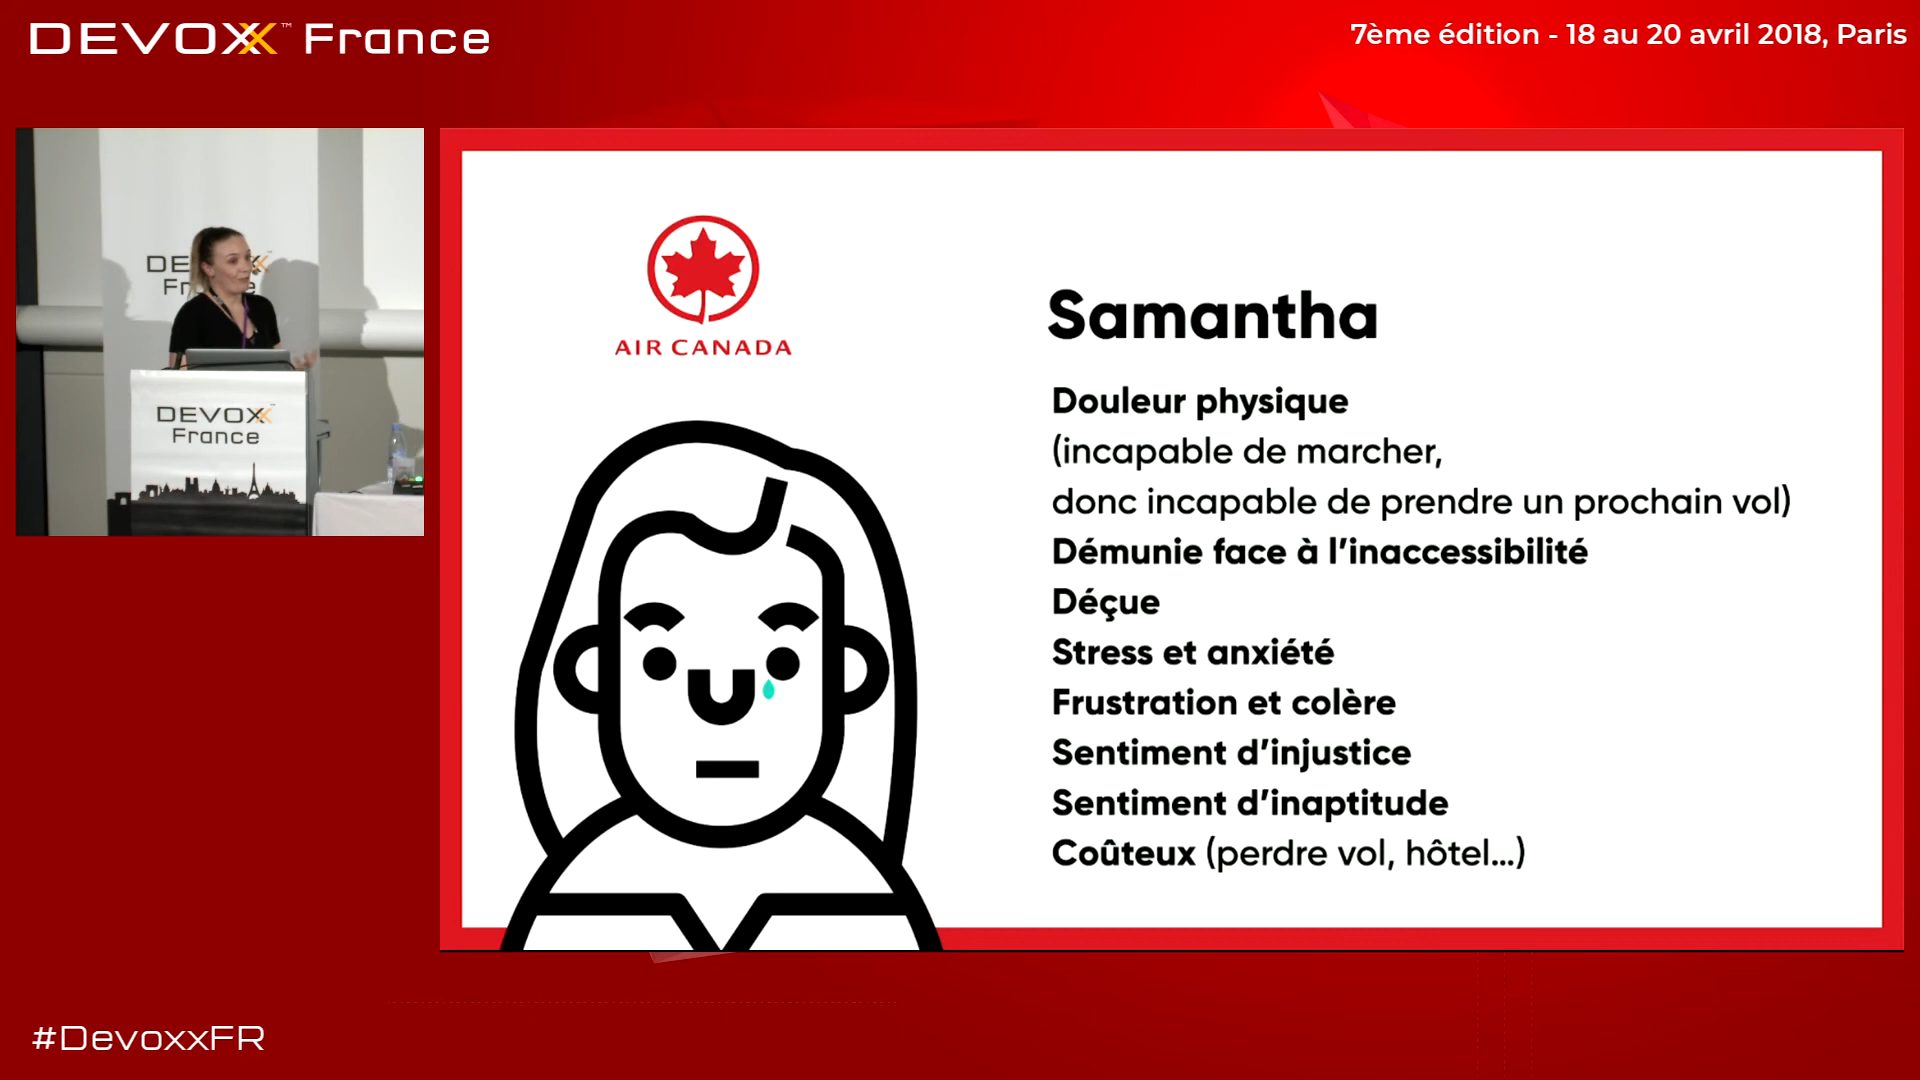 DEVOXX™ France
7ème édition - 18 au 20 avril 2018, Paris
DEVOXX
France
AIR CANADA
Samantha
Douleur physique
(incapable de marcher,
donc incapable de prendre un prochain vol)
Démunie face à l’inaccessibilité
Déçue
Stress et anxiété
Frustration et colère
Sentiment d’injustice
Sentiment d’inaptitude
Coûteux (perdre vol, hôtel...)
#DevoxxFR